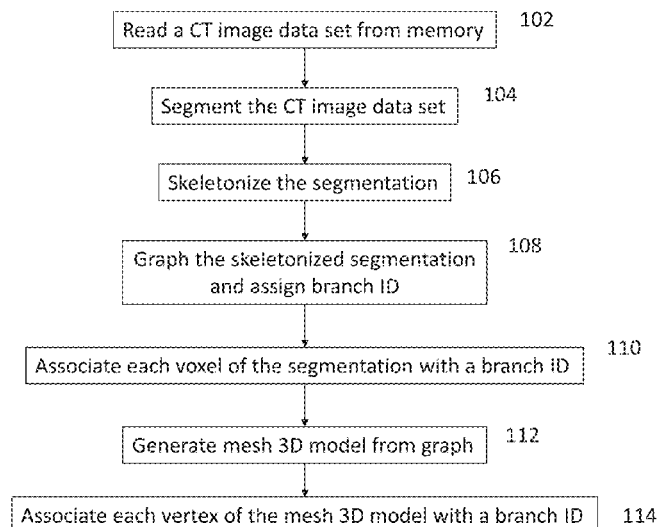 Read a CT image data set from memory
102
Segment the CT image data set
104
Skeletonize the segmentation
106
Graph the skeletonized segmentation
and assign branch ID
108
Associate each voxel of the segmentation with a branch ID
110
Generate mesh 3D model from graph
112
Associate each vertex of the mesh 3D model with a branch ID
114